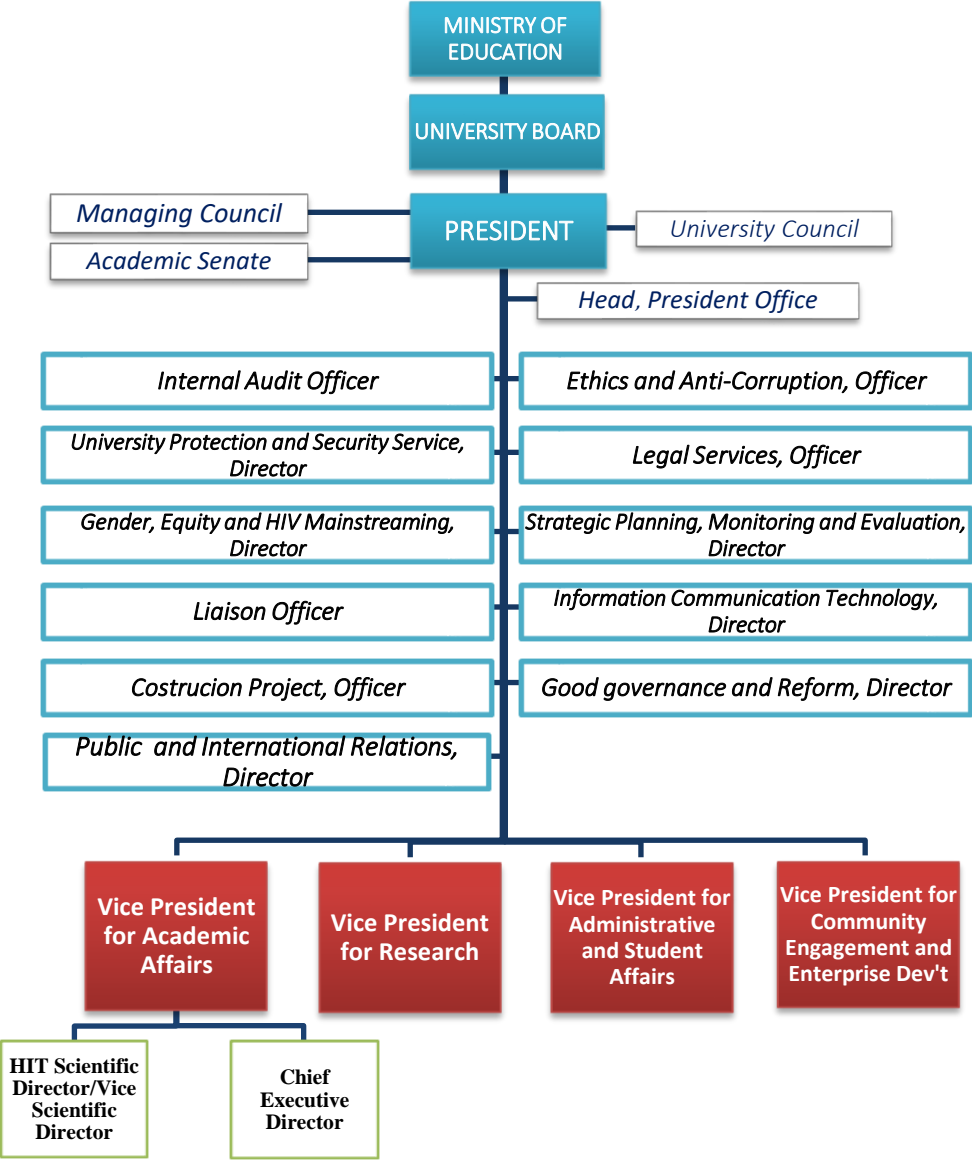 MINISTRY OF
EDUCATION
UNIVERSITY BOARD
Managing Council
PRESIDENT
University Council
Academic Senate
Head, President Office
Internal Audit Officer
Ethics and Anti-Corruption, Officer
University Protection and Security Service,
Director
Legal Services, Officer
Gender, Equity and HIV Mainstreaming,
Director
Strategic Planning, Monitoring and Evaluation,
Director
Liaison Officer
Information Communication Technology,
Director
Costrucion Project, Officer
Good governance and Reform, Director
Public and International Relations,
Director
Vice President
for Academic
Affairs
Vice President
for Research
Vice President for
Administrative
and Student
Affairs
Vice President for
Community
Engagement and
Enterprise Dev't
HIT Scientific
Director/Vice
Scientific
Director
Chief
Executive
Director